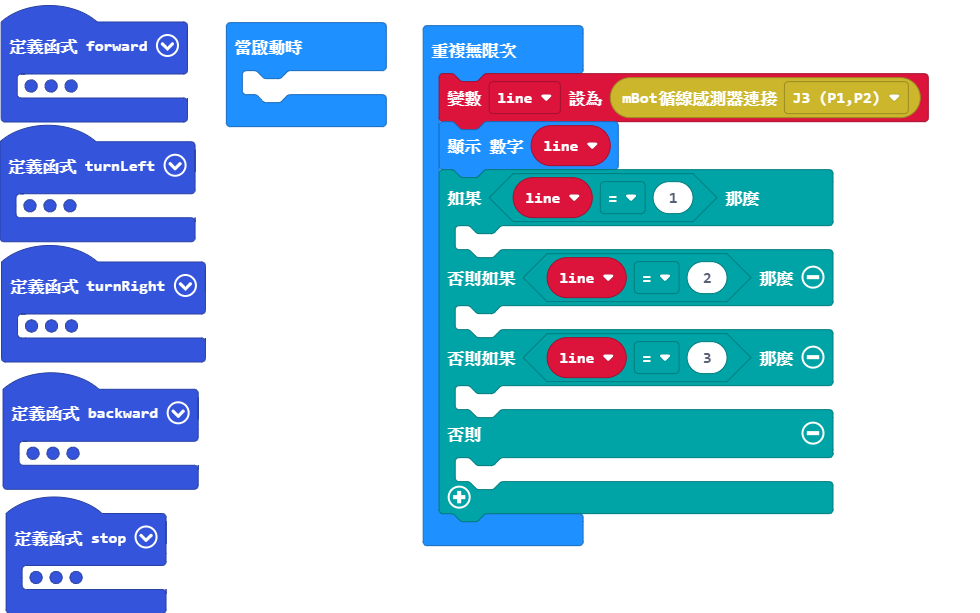 定義函式 forward
定義函式 turnLeft
定義函式 turnRight
定義函式 backward
定義函式 stop
當啟動時
重複無限次
變數 line 設為 mBot循線感測器連接 J3 (P1,P2)
顯示 數字 line
如果 line = 1 那麼
否則如果 line = 2 那麼
否則如果 line = 3 那麼
否則